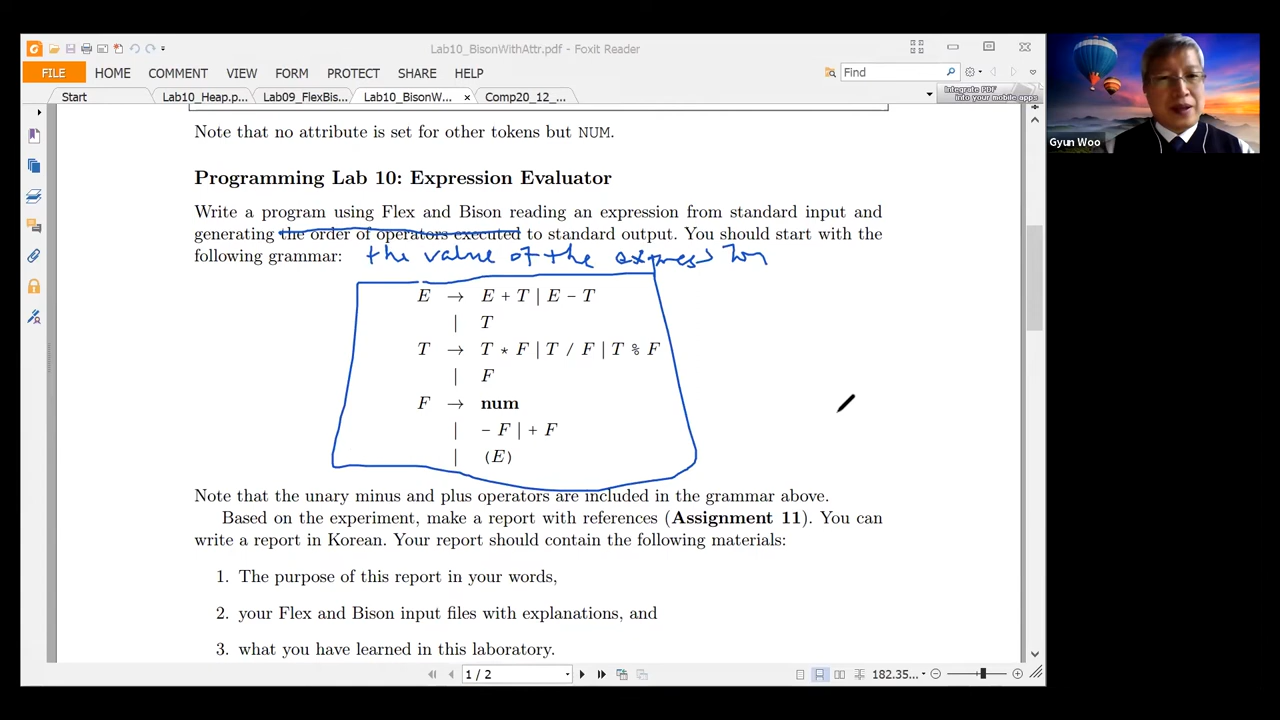 Lab10_BisonWithAttr.pdf - Foxit Reader
FILE HOME COMMENT VIEW FORM PROTECT SHARE HELP Find
Integrate PDF
into your mobile apps
Start Lab10_Heap.p... Lab09_FlexBis... Lab10_BisonW... × Comp20_12_...
Gyun Woo
Note that no attribute is set for other tokens but NUM.
Programming Lab 10: Expression Evaluator
Write a program using Flex and Bison reading an expression from standard input and
generating the order of operators executed to standard output. You should start with the
following grammar: the value of the expression
E → E + T | E − T
| T
T → T * F | T / F | T % F
| F
F → num
| − F | + F
| (E)
Note that the unary minus and plus operators are included in the grammar above.
Based on the experiment, make a report with references (Assignment 11). You can
write a report in Korean. Your report should contain the following materials:
1. The purpose of this report in your words,
2. your Flex and Bison input files with explanations, and
3. what you have learned in this laboratory.
1 / 2 182.35...